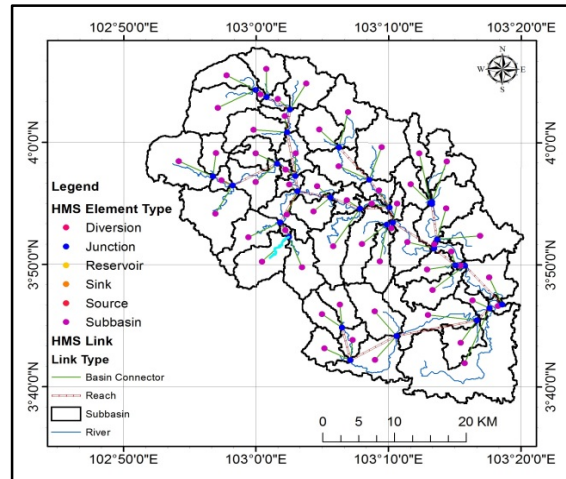 102°50'0"E 103°0'0"E 103°10'0"E 103°20'0"E
N
W E
S
4°0'0"N
4°0'0"N
Legend
HMS Element Type
Diversion
Junction
Reservoir
Sink
Source
Subbasin
3°50'0"N
3°50'0"N
HMS Link
Link Type
Basin Connector
Reach
Subbasin
River
3°40'0"N
3°40'0"N
0 5 10 20 KM
102°50'0"E 103°0'0"E 103°10'0"E 103°20'0"E